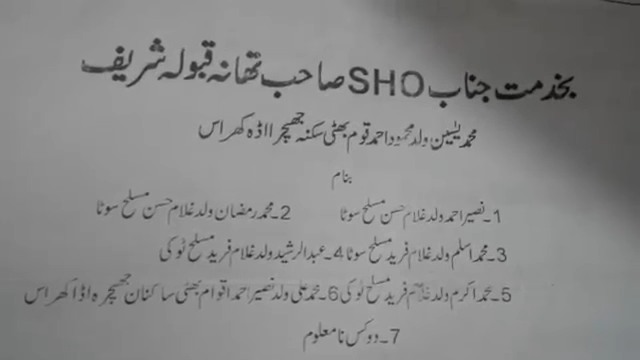 بخدمت جناب SHO صاحب تھانہ قبولہ شریف
محمد یٰسین ولد محمود احمد قوم بھٹی سکنہ جھیچرا اڈہ کھراس
بنام
1۔نصیر احمد ولد غلام حسن مسلح سوٹا 2۔محمد رمضان ولد غلام حسن مسلح سوٹا
3۔محمد اسلم ولد غلام فرید مسلح سوٹا 4۔عبدالرشید ولد غلام فرید مسلح ٹوکی
5۔محمد اکرم ولد غلام فرید مسلح ٹوکی 6۔محمد علی ولد نصیر احمد اقوام بھٹی ساکنان جھیچرہ اڈا کھراس
7۔دو کس نامعلوم